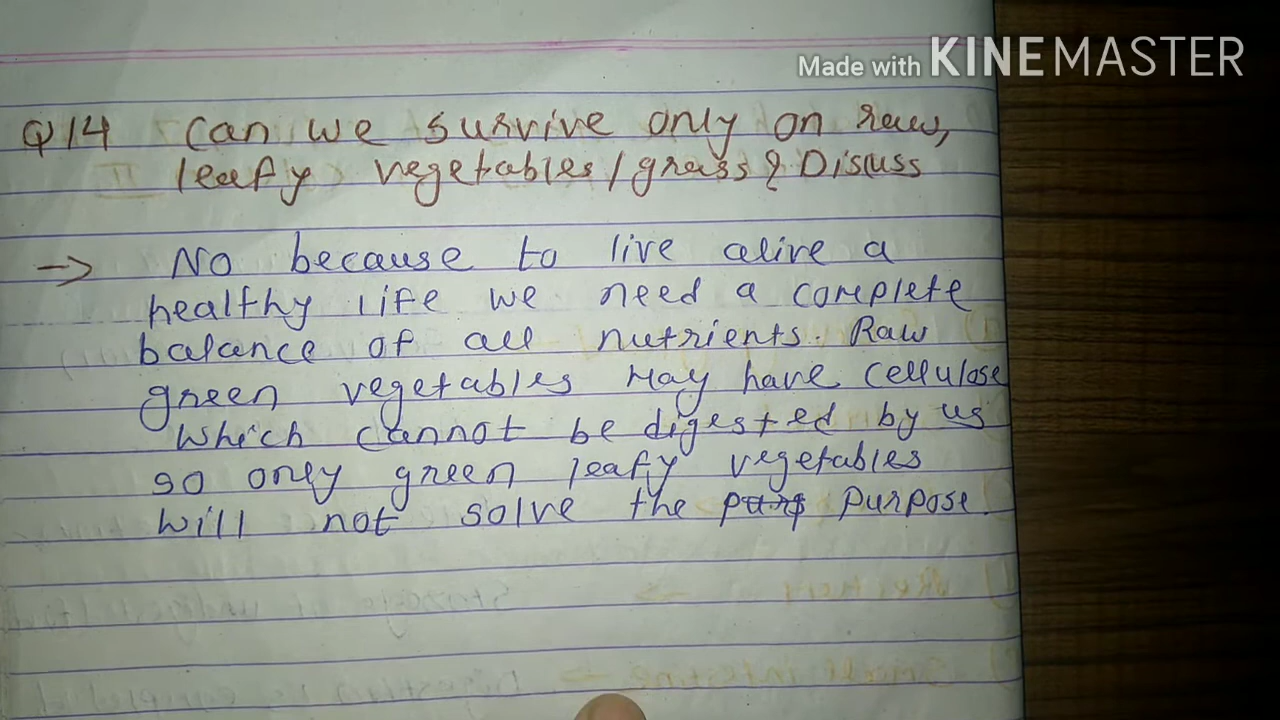 Made with KINEMASTER
Q14 Can we survive only on raw,
leafy vegetables/grass? Discuss
→ No because to live alive a
healthy life we need a complete
balance of all nutrients. Raw
green vegetables May have cellulose
which cannot be digested by us
so only green leafy vegetables
will not solve the purpose.